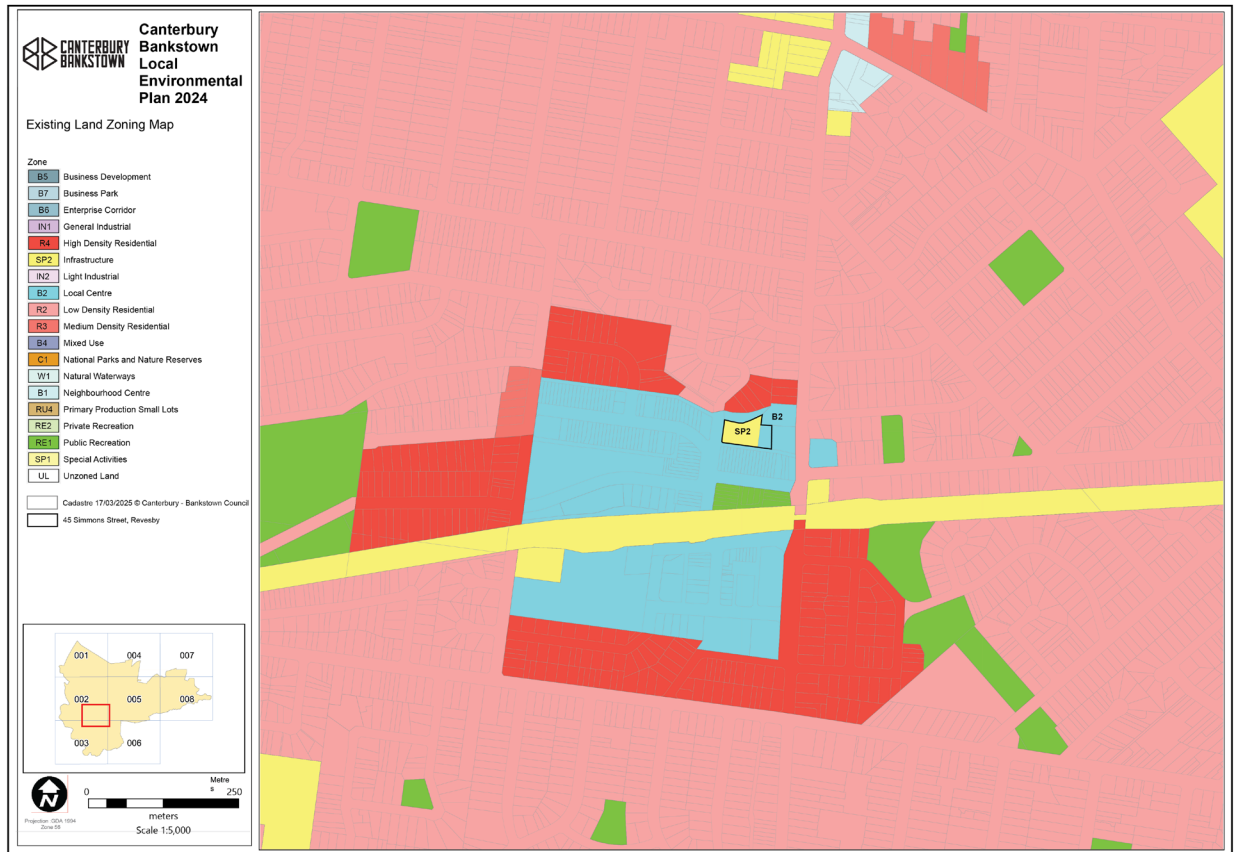 CANTERBURY
BANKSTOWN
Canterbury
Bankstown
Local
Environmental
Plan 2024
Existing Land Zoning Map
Zone
B5 Business Development
B7 Business Park
B6 Enterprise Corridor
IN1 General Industrial
R4 High Density Residential
SP2 Infrastructure
IN2 Light Industrial
B2 Local Centre
R2 Low Density Residential
R3 Medium Density Residential
B4 Mixed Use
C1 National Parks and Nature Reserves
W1 Natural Waterways
B1 Neighbourhood Centre
RU4 Primary Production Small Lots
RE2 Private Recreation
RE1 Public Recreation
SP1 Special Activities
UL Unzoned Land
Cadastre 17/03/2025 © Canterbury - Bankstown Council
45 Simmons Street, Revesby
001 004 007
002 005 008
003 006
N
Projection: GDA 1994
Zone 56
Metre
s
0 250
meters
Scale 1:5,000
B2
SP2